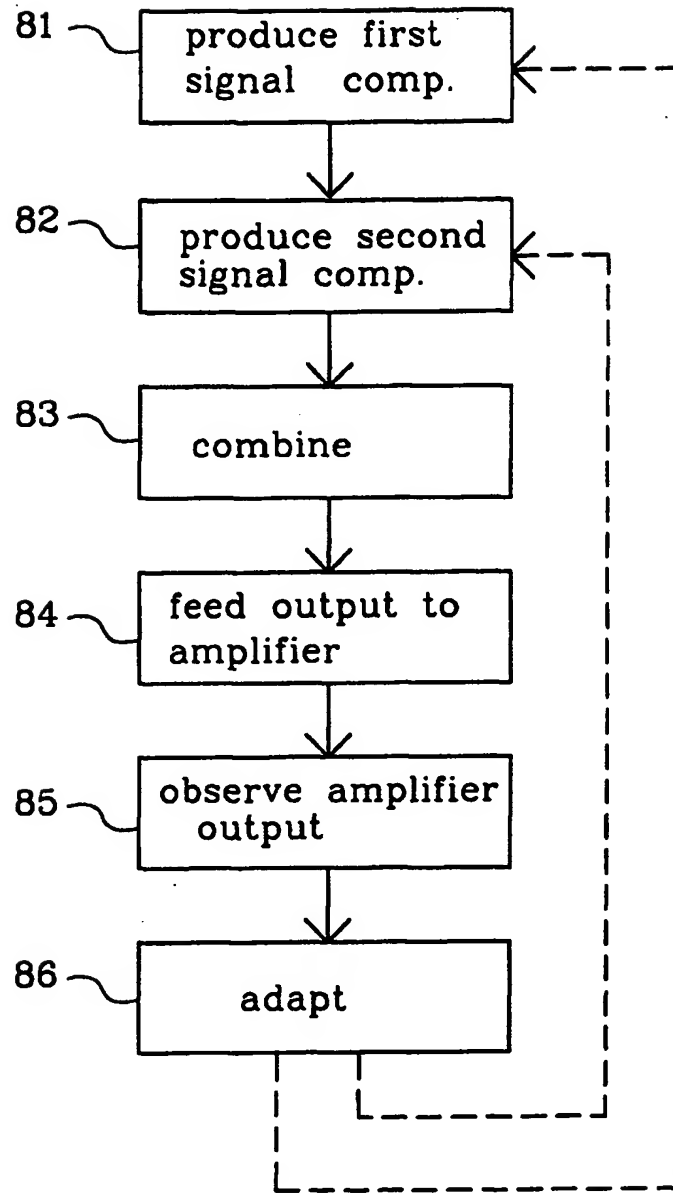 81
produce first
signal comp.
82
produce second
signal comp.
83
combine
84
feed output to
amplifier
85
observe amplifier
output
86
adapt